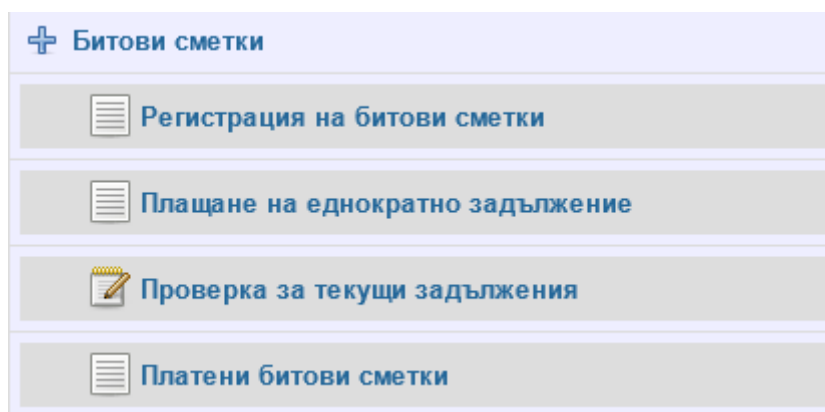 Битови сметки
Регистрация на битови сметки
Плащане на еднократно задължение
Проверка за текущи задължения
Платени битови сметки